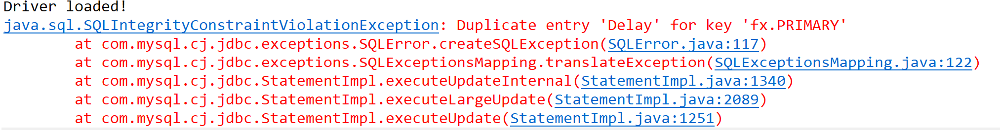 Driver loaded!
java.sql.SQLIntegrityConstraintViolationException: Duplicate entry 'Delay' for key 'fx.PRIMARY'
at com.mysql.cj.jdbc.exceptions.SQLError.createSQLException(SQLError.java:117)
at com.mysql.cj.jdbc.exceptions.SQLExceptionsMapping.translateException(SQLExceptionsMapping.java:122)
at com.mysql.cj.jdbc.StatementImpl.executeUpdateInternal(StatementImpl.java:1340)
at com.mysql.cj.jdbc.StatementImpl.executeLargeUpdate(StatementImpl.java:2089)
at com.mysql.cj.jdbc.StatementImpl.executeUpdate(StatementImpl.java:1251)